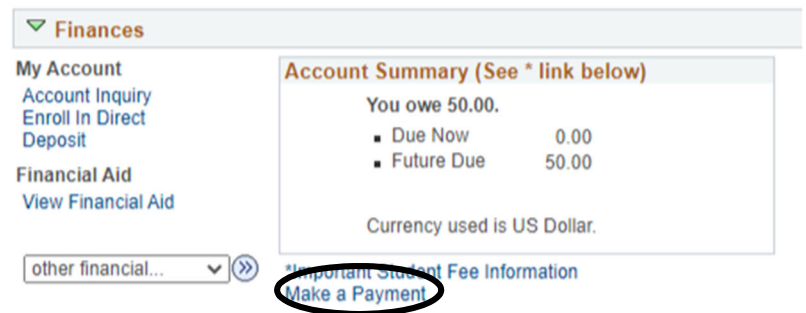 Finances
My Account
Account Inquiry
Enroll In Direct
Deposit
Financial Aid
View Financial Aid
other financial...
Account Summary (See * link below)
You owe 50.00.
Due Now 0.00
Future Due 50.00
Currency used is US Dollar.
*Important Student Fee Information
Make a Payment